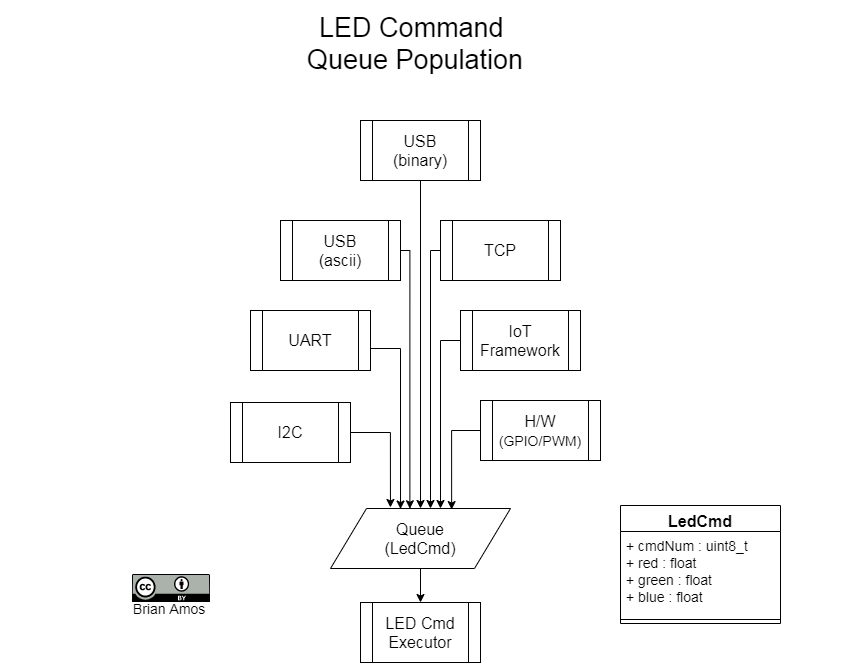 LED Command
Queue Population
USB
(binary)
USB
(ascii)
TCP
UART
IoT
Framework
I2C
H/W
(GPIO/PWM)
Queue
(LedCmd)
LedCmd
+ cmdNum : uint8_t
+ red : float
+ green : float
+ blue : float
cc
BY
Brian Amos
LED Cmd
Executor